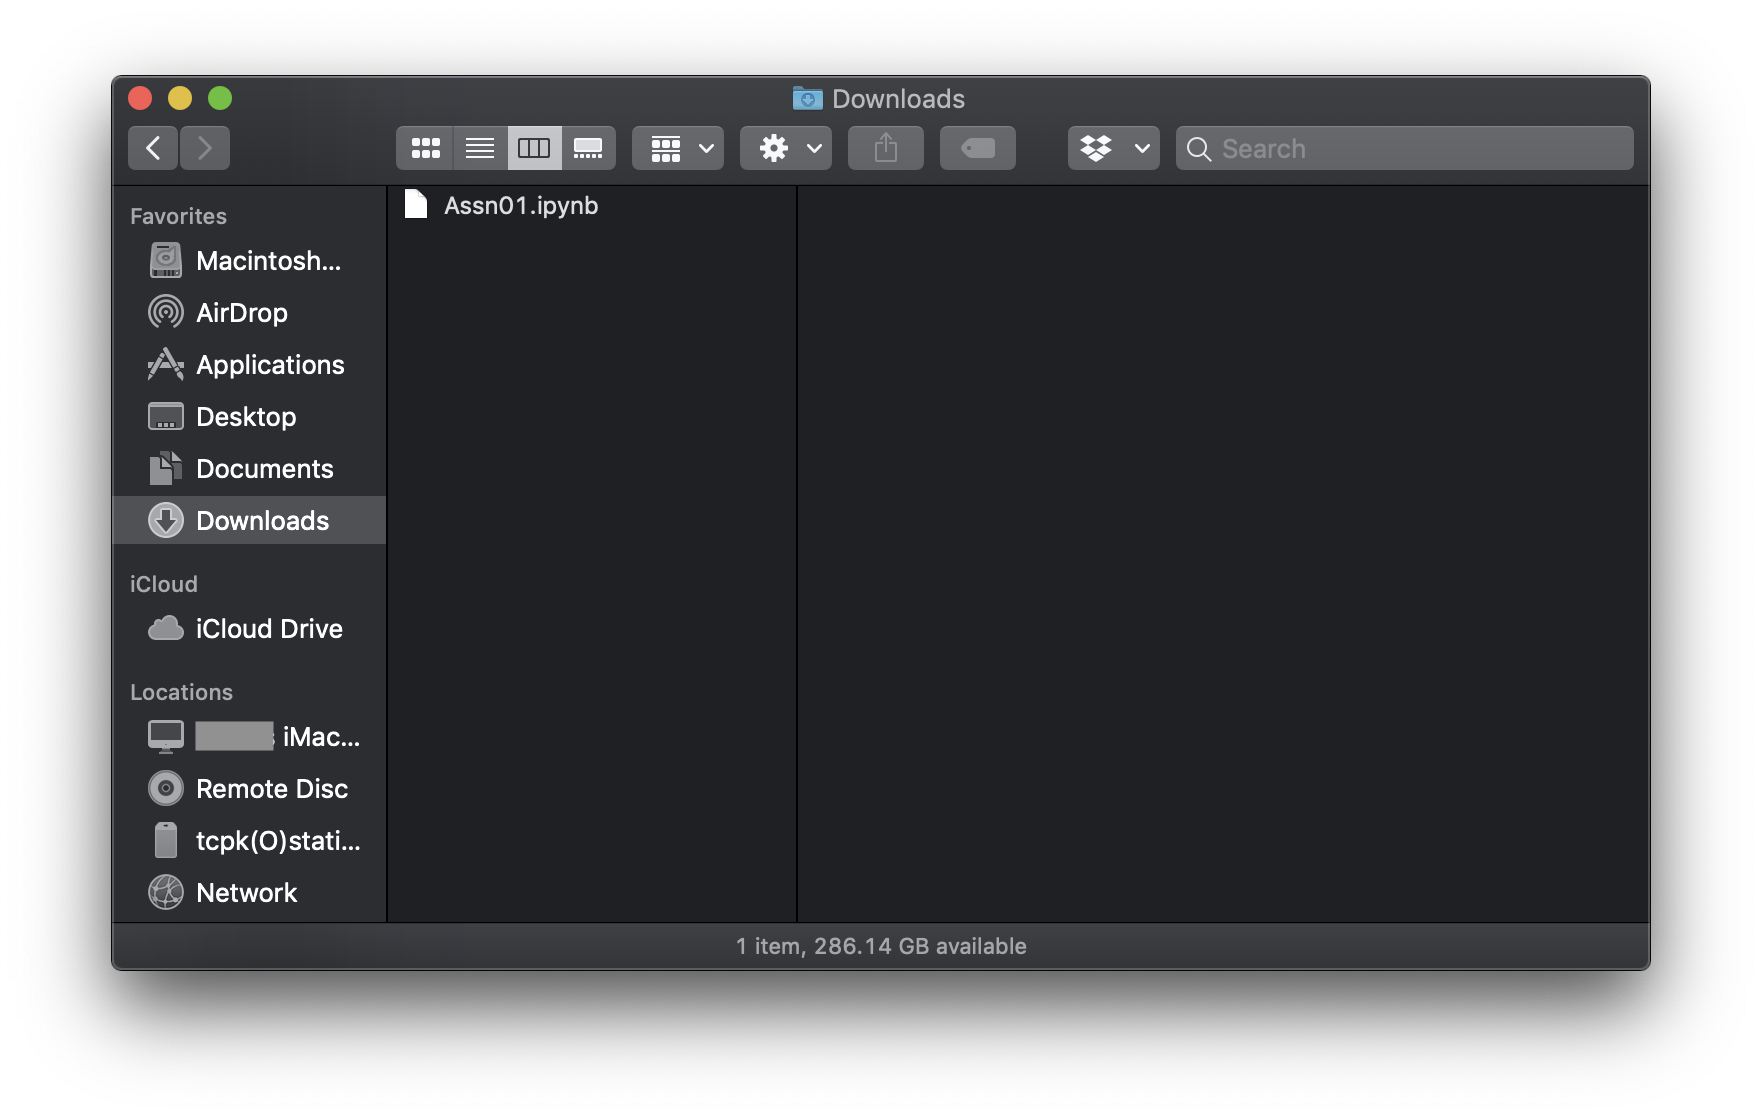 Downloads
Search
Favorites
Macintosh...
AirDrop
Applications
Desktop
Documents
Downloads
iCloud
iCloud Drive
Locations
iMac...
Remote Disc
tcpk(O)stati...
Network
Assn01.ipynb
1 item, 286.14 GB available